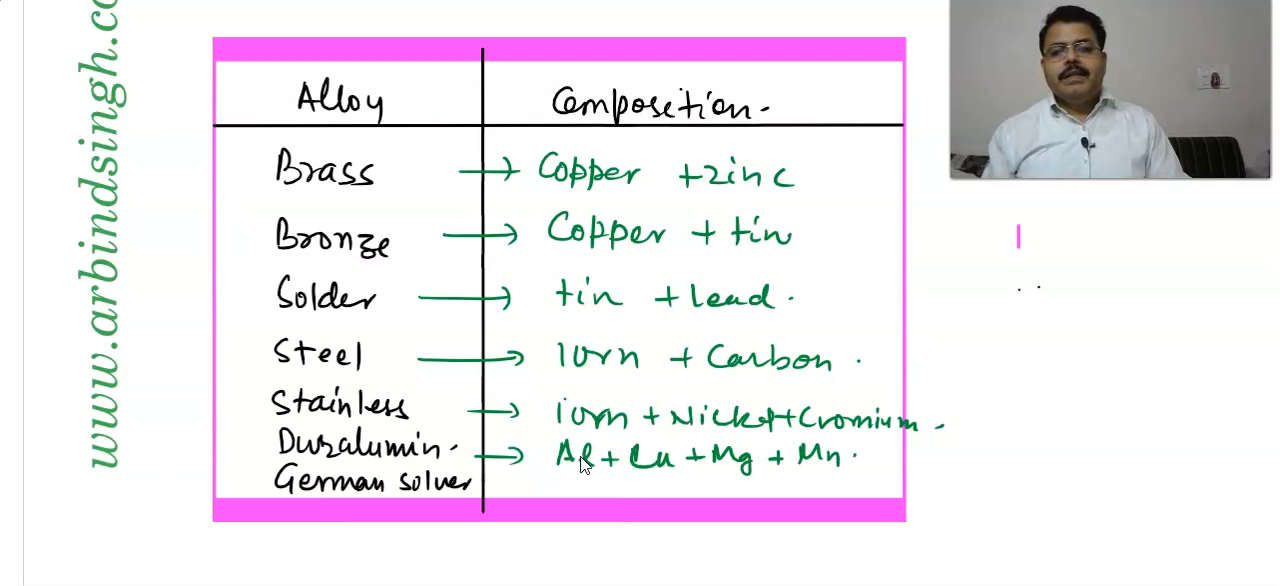 www.arbindsingh.co
Alloy Composition.
Brass → Copper + zinc
Bronze → Copper + tin
Solder → tin + Lead.
Steel → Iorn + Carbon.
Stainless → iorn + Nickel + Cromium.
Duralumin. → Al + Cu + Mg + Mn.
German solver